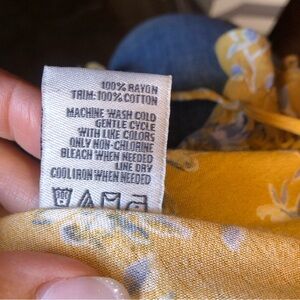 100% RAYON
TRIM: 100% COTTON
MACHINE WASH COLD
GENTLE CYCLE
WITH LIKE COLORS
ONLY NON-CHLORINE
BLEACH WHEN NEEDED
LINE DRY
COOL IRON WHEN NEEDED